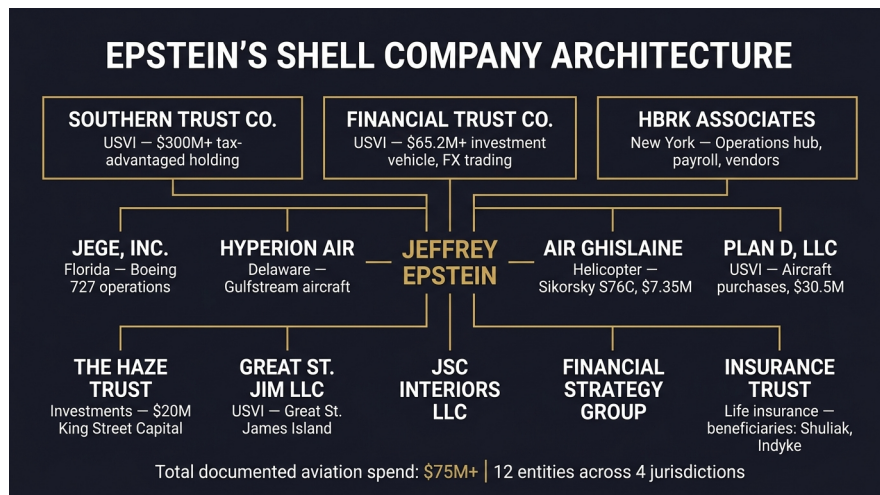 EPSTEIN'S SHELL COMPANY ARCHITECTURE
SOUTHERN TRUST CO.
USVI — $300M+ tax-
advantaged holding
FINANCIAL TRUST CO.
USVI — $65.2M+ investment
vehicle, FX trading
HBRK ASSOCIATES
New York — Operations hub,
payroll, vendors
JEGE, INC.
Florida — Boeing
727 operations
HYPERION AIR
Delaware —
Gulfstream aircraft
JEFFREY
EPSTEIN
AIR GHISLAINE
Helicopter —
Sikorsky S76C, $7.35M
PLAN D, LLC
USVI — Aircraft
purchases, $30.5M
THE HAZE
TRUST
Investments — $20M
King Street Capital
GREAT ST.
JIM LLC
USVI — Great St.
James Island
JSC
INTERIORS
LLC
FINANCIAL
STRATEGY
GROUP
INSURANCE
TRUST
Life insurance —
beneficiaries: Shuliak,
Indyke
Total documented aviation spend: $75M+ | 12 entities across 4 jurisdictions